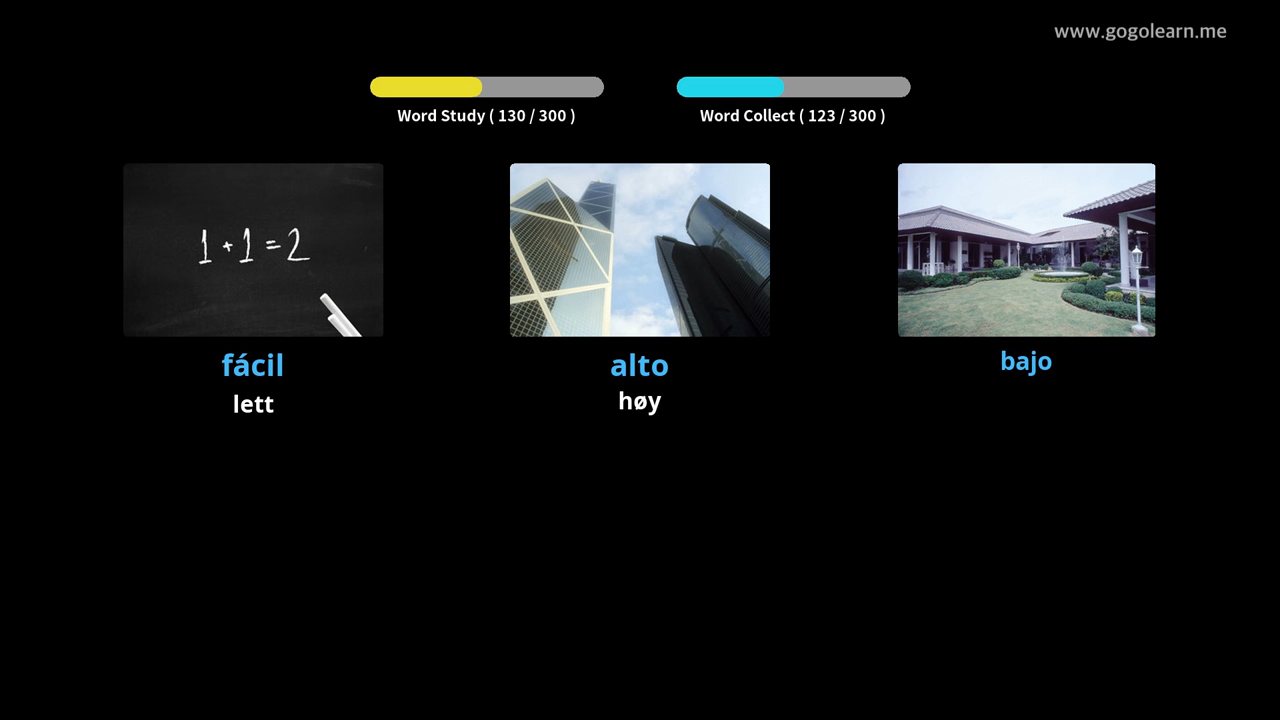 www.gogolearn.me
Word Study ( 130 / 300 )
Word Collect ( 123 / 300 )
1 + 1 = 2
fácil
lett
alto
høy
bajo